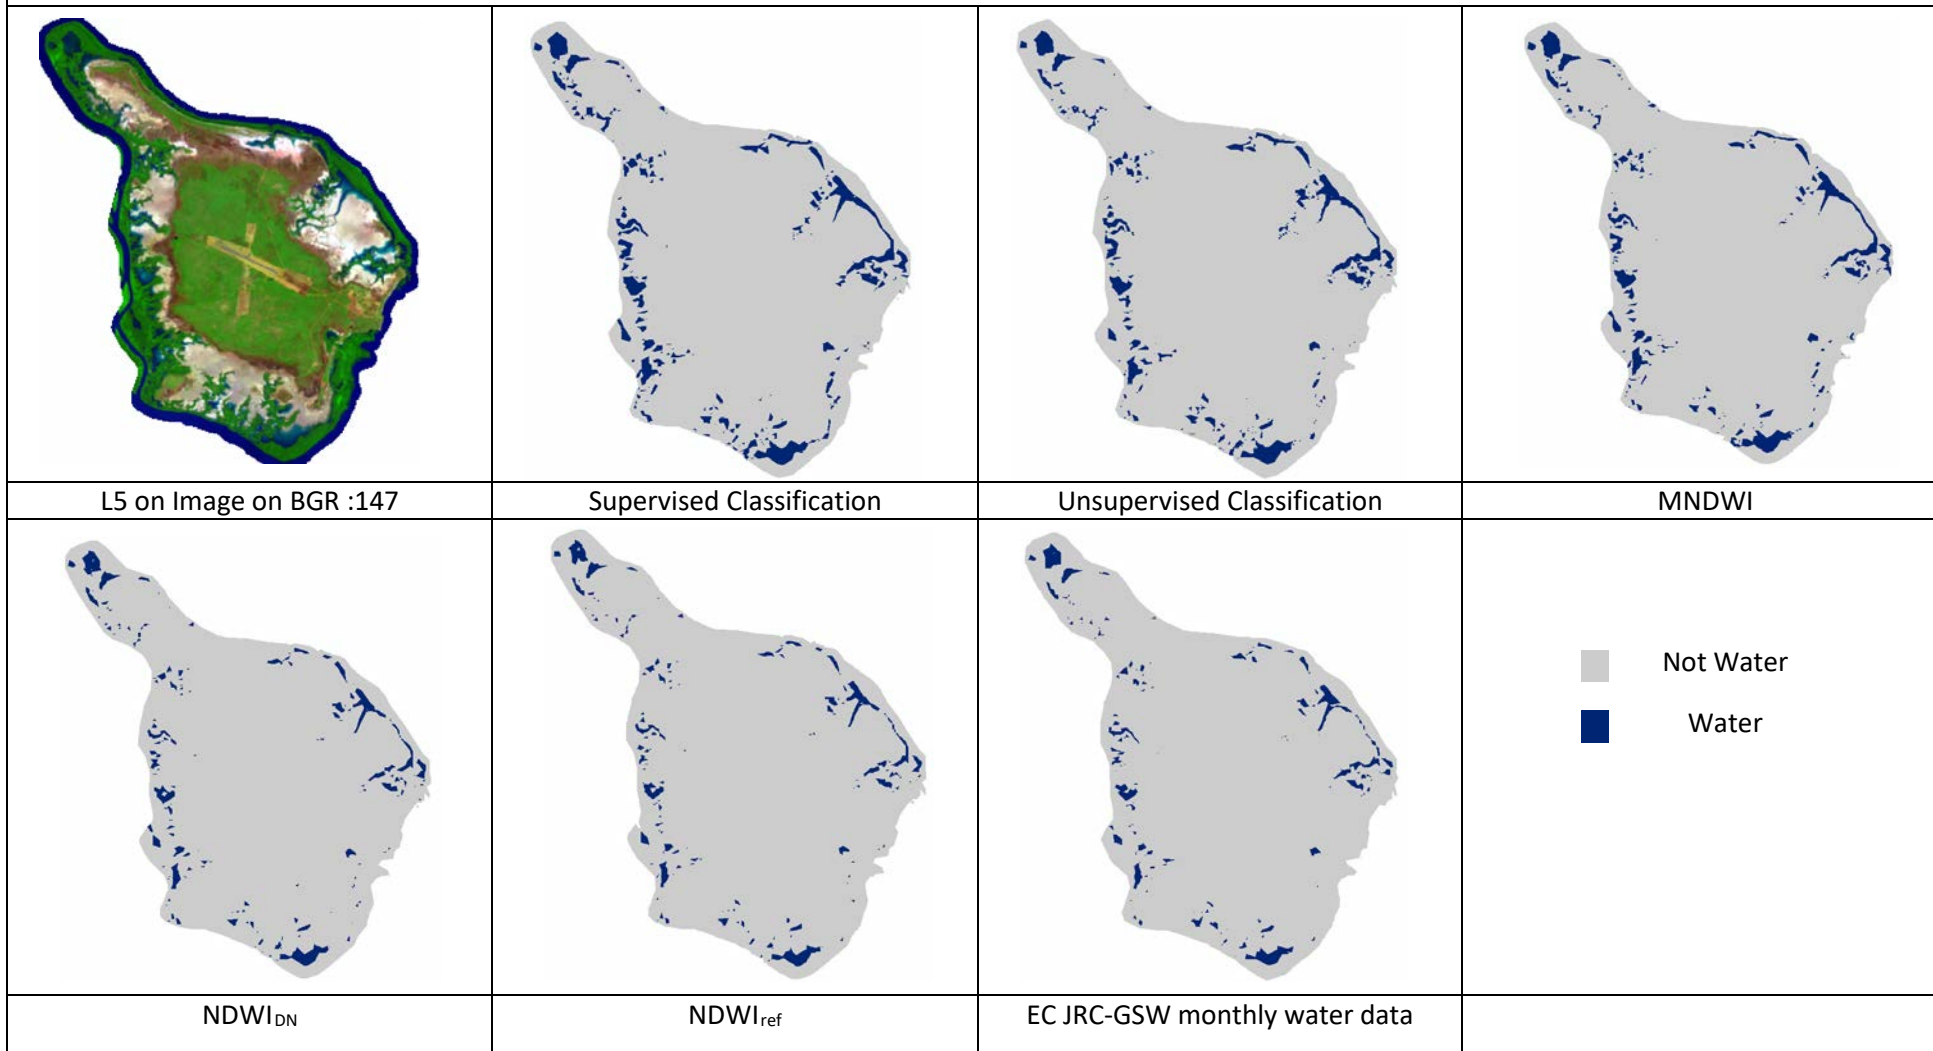 L5 on Image on BGR :147
Supervised Classification
Unsupervised Classification
MNDWI
Not Water
Water
NDWIDN
NDWIref
EC JRC-GSW monthly water data